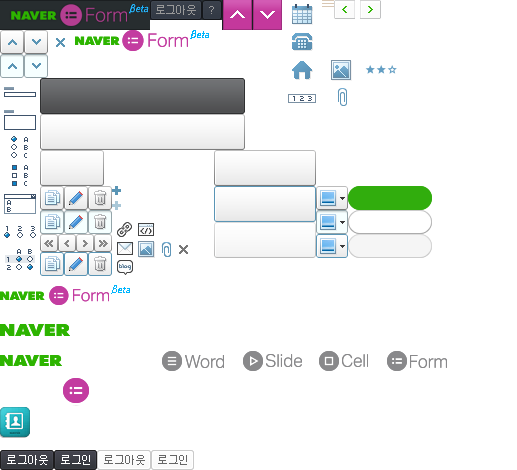 NAVER Form Beta 로그아웃 ?
NAVER Form Beta
1 2 3
A
B
C
A
B
C
A
B
1 2 3
A B
1
2
blog
NAVER Form Beta
NAVER
NAVER Word Slide Cell Form
로그아웃 로그인 로그아웃 로그인